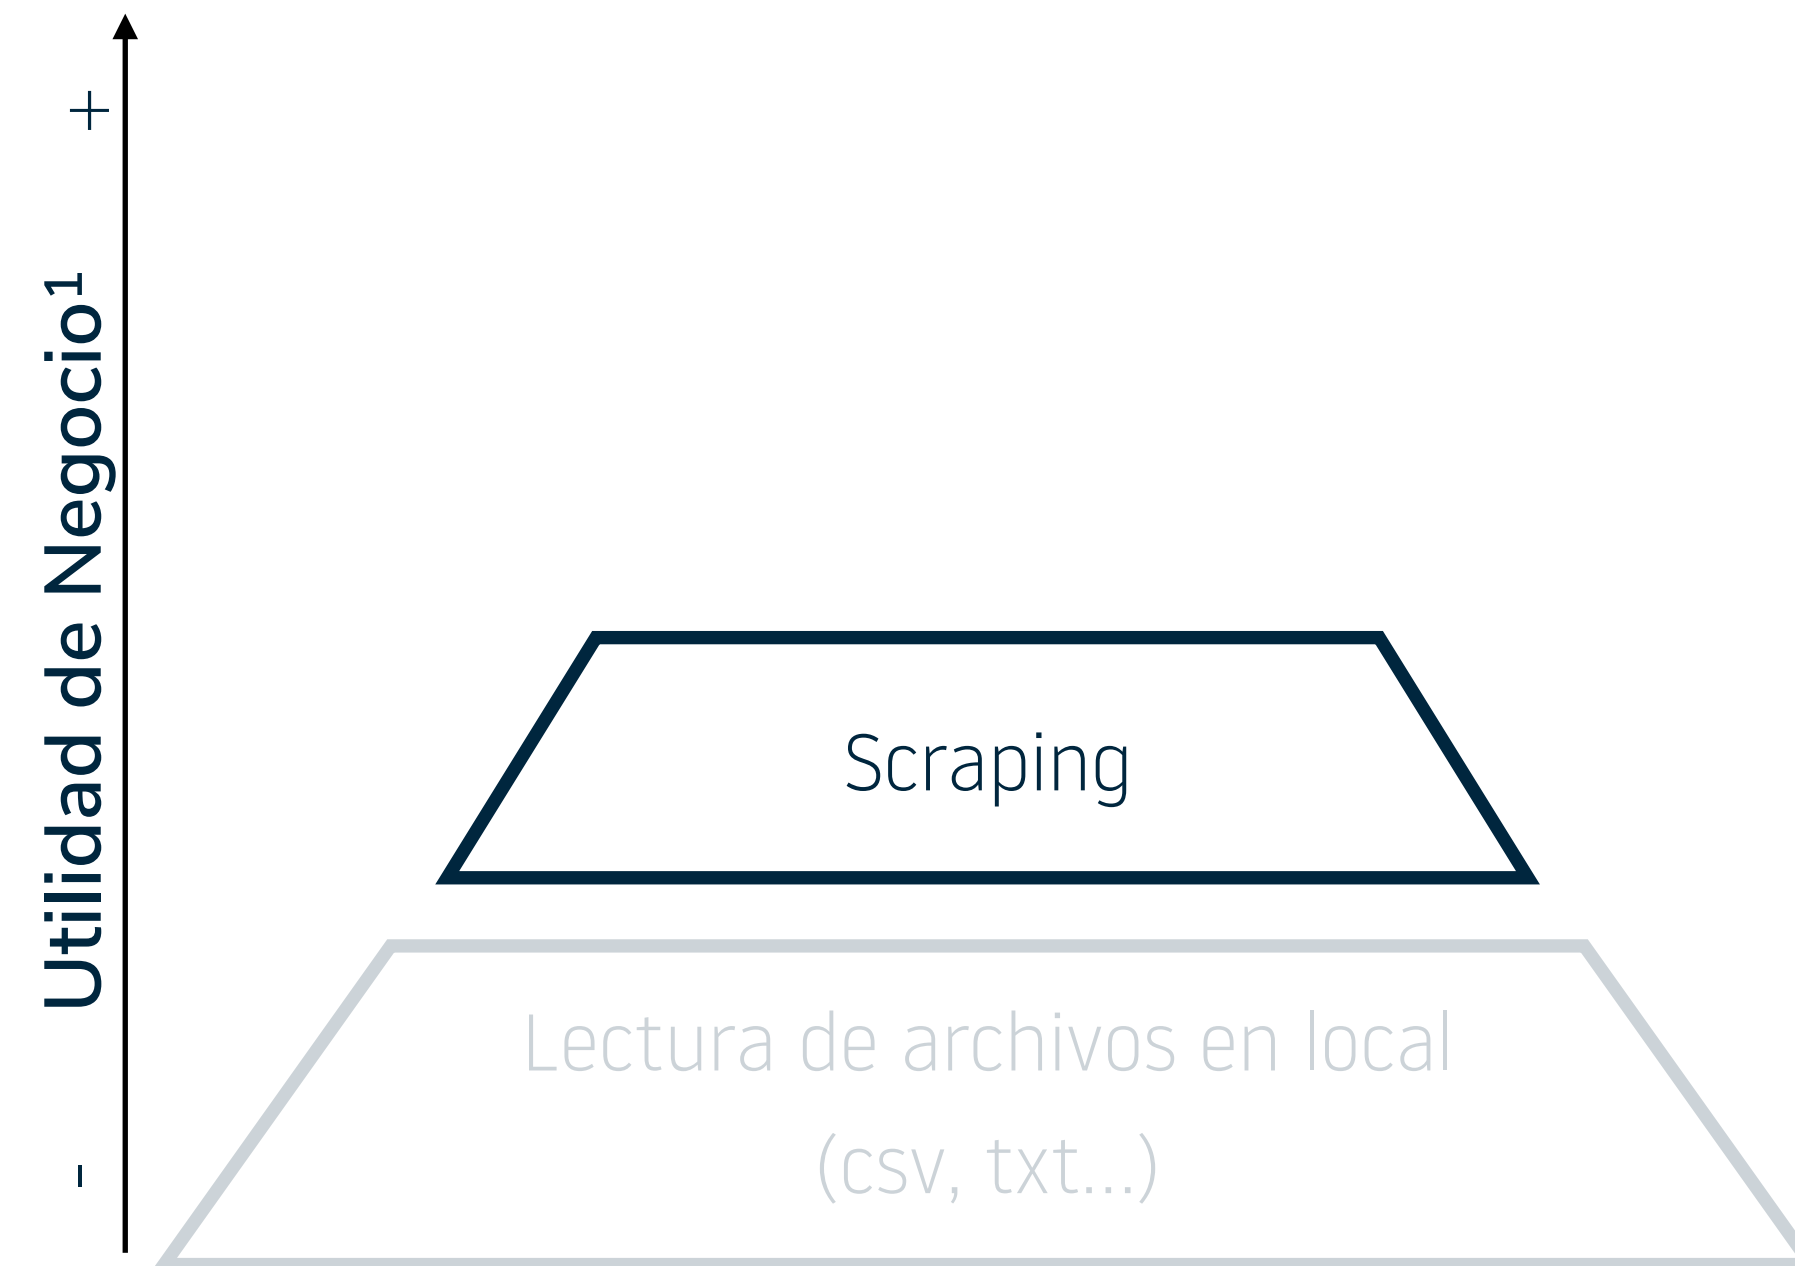 +
Utilidad de Negocio¹
-
Scraping
Lectura de archivos en local
(csv, txt...)